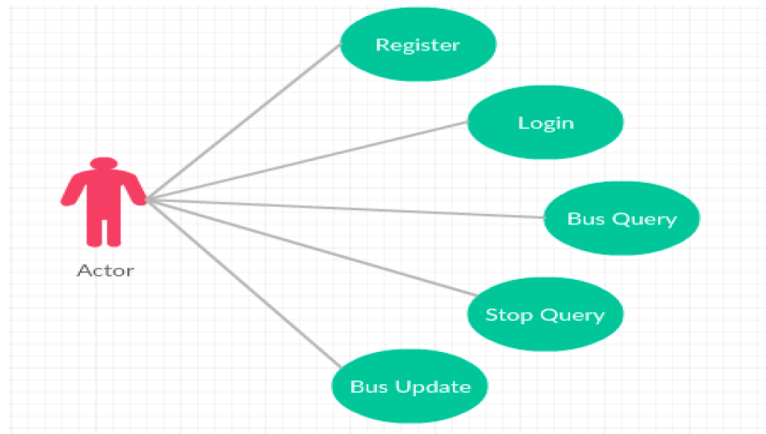 Register
Login
Bus Query
Actor
Stop Query
Bus Update